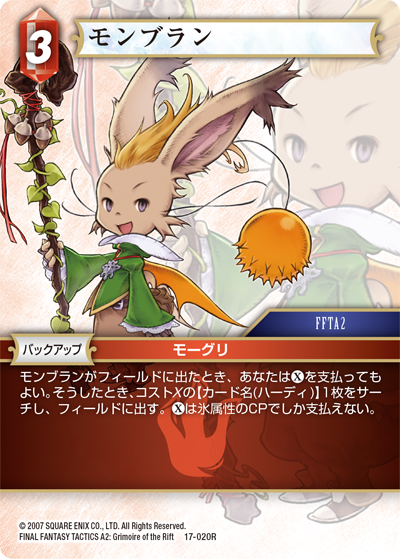 3
モンブラン
FFTA2
バックアップ
モーグリ
モンブランがフィールドに出たとき、あなたはⓍを支払っても
よい。そうしたとき、コストXの【カード名(ハーディ)】1枚をサー
チし、フィールドに出す。Ⓧは氷属性のCPでしか支払えない。
© 2007 SQUARE ENIX CO., LTD. All Rights Reserved.
FINAL FANTASY TACTICS A2: Grimoire of the Rift 17-020R